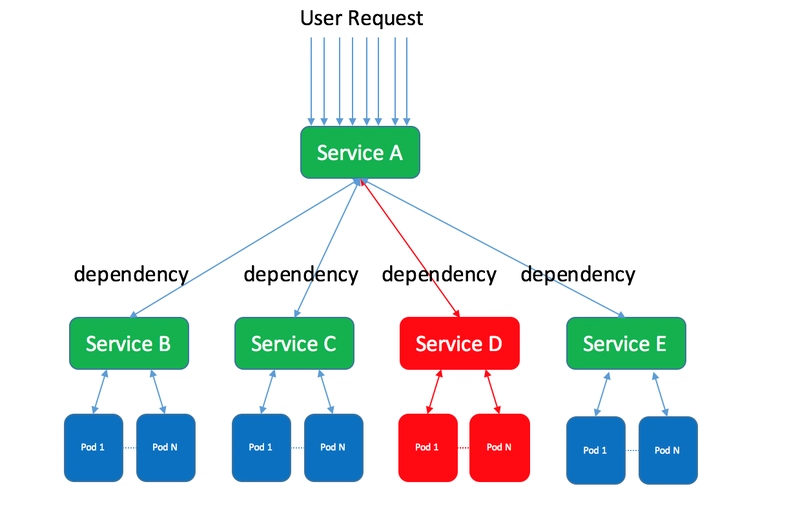 User Request
Service A
dependency dependency dependency dependency
Service B Service C Service D Service E
Pod 1 Pod N Pod 1 Pod N Pod 1 Pod N Pod 1 Pod N